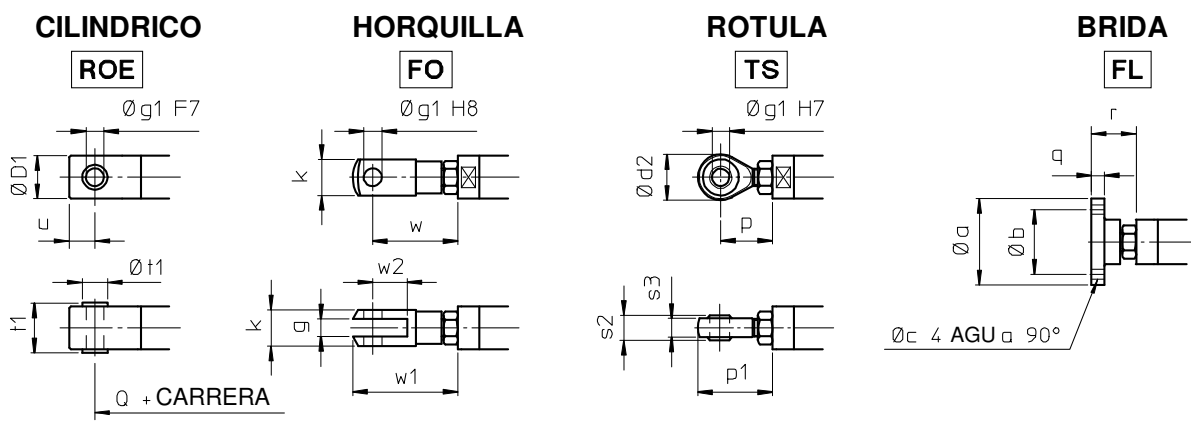 CILINDRICO
HORQUILLA
ROTULA
BRIDA
ROE
FO
TS
FL
Øg1 F7
Øg1 H8
Øg1 H7
r
q
ØD1
k
Ød2
u
w
p
Øa
Øb
Øt1
w2
s3
t1
k
g
s2
w1
p1
Øc 4 AGU a 90°
Q + CARRERA